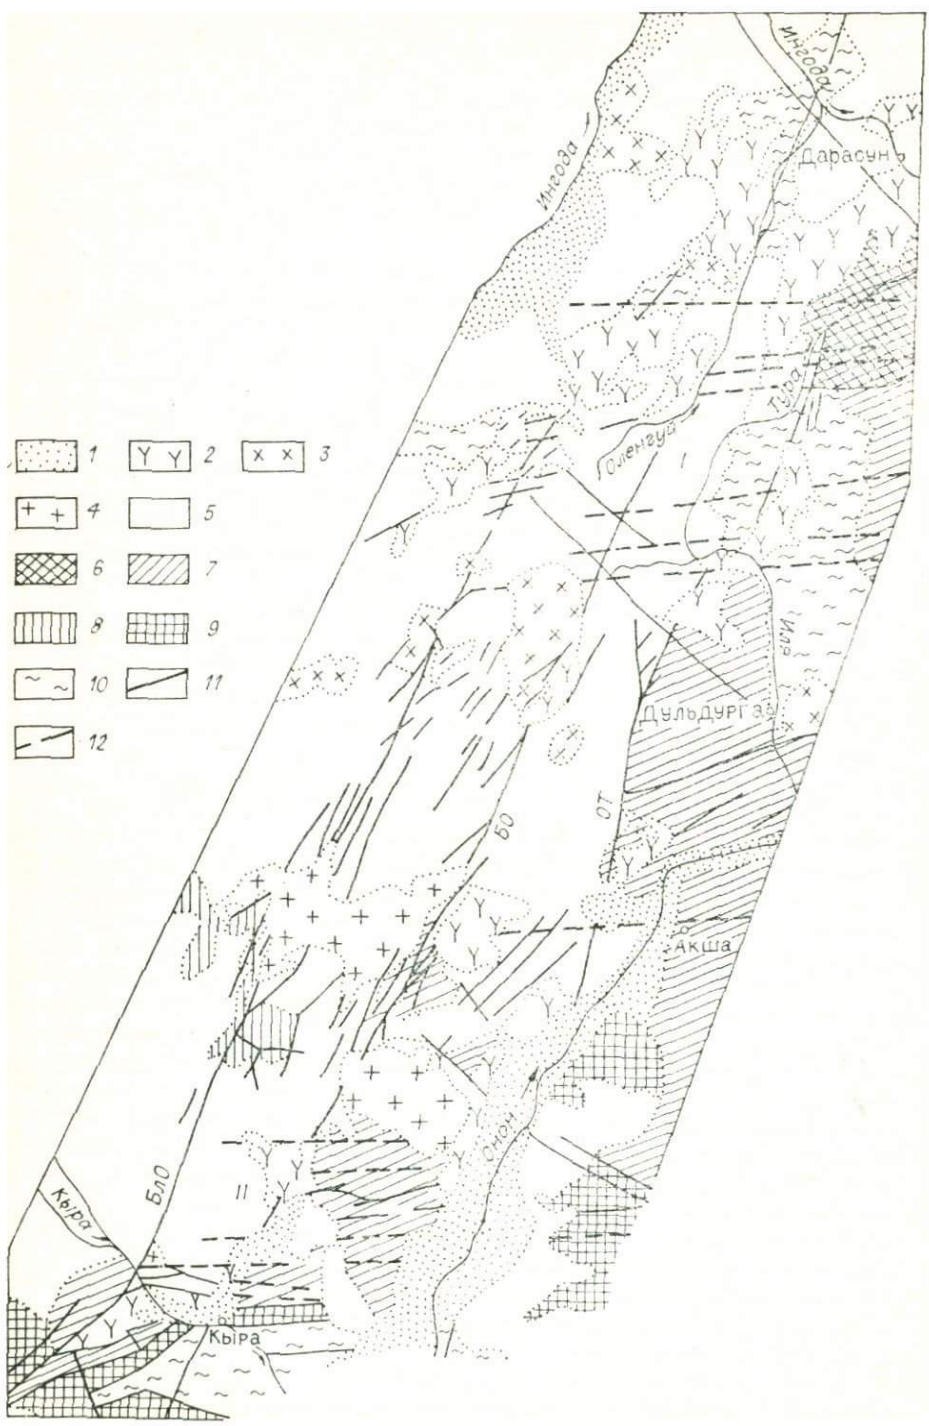 Ингода
Ингода
Дарасун
Тура
Оленгуй
I
1 2 3
4 5
6 7
8 9
10 11
12
Иля
Дульдурга
БО
ОТ
Акша
Онон
БлО
II
Кыра
Кыра